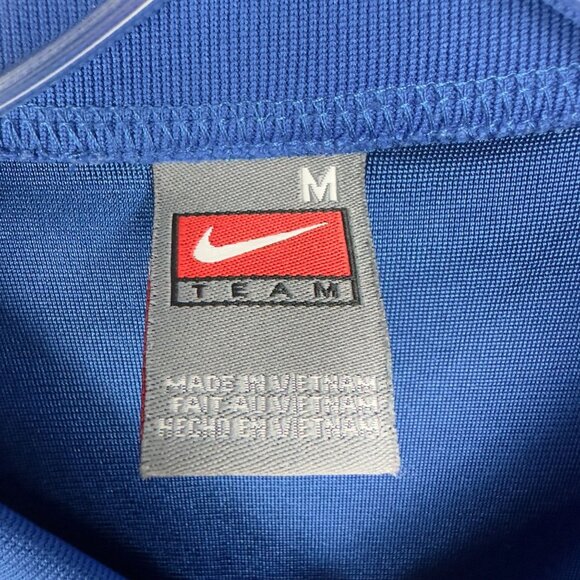 M
TEAM
MADE IN VIETNAM
FAIT AU VIETNAM
HECHO EN VIETNAM